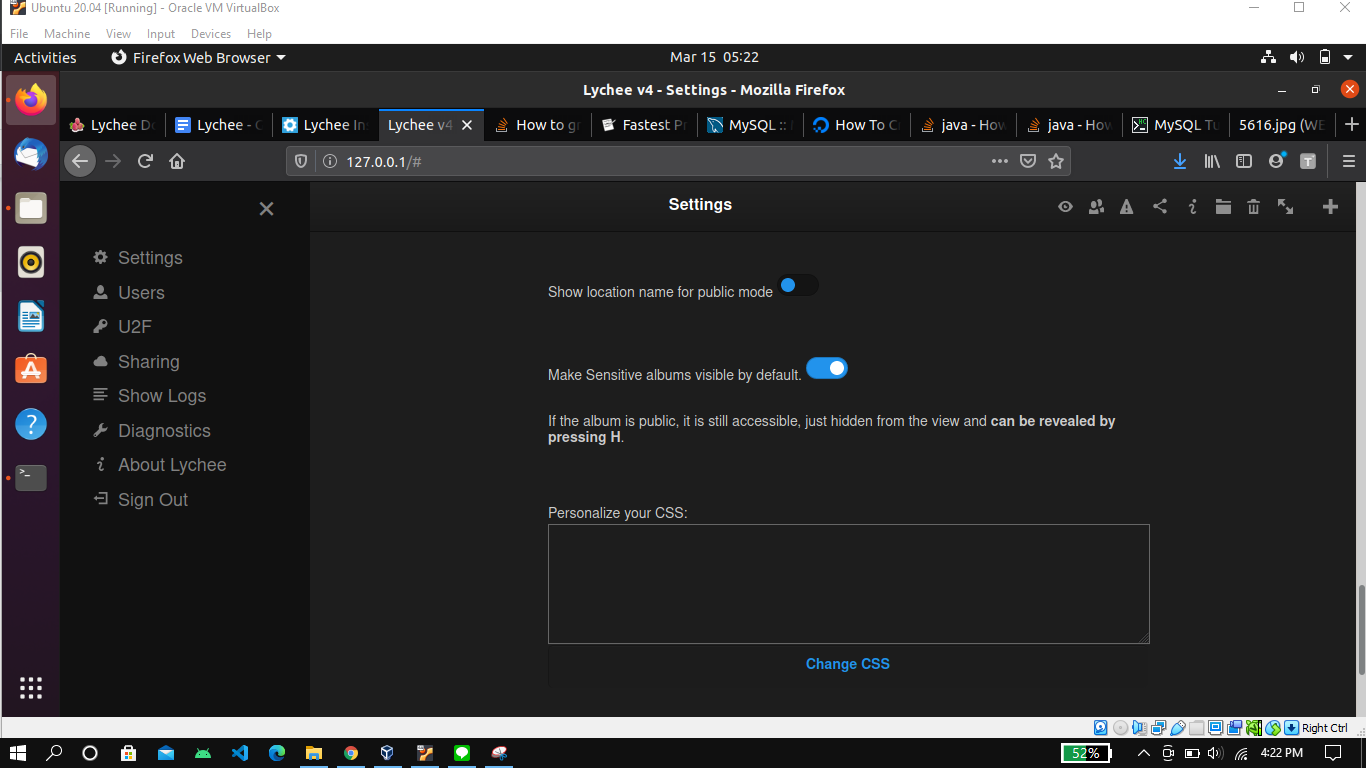 Ubuntu 20.04 [Running] - Oracle VM VirtualBox
File Machine View Input Devices Help
Activities Firefox Web Browser Mar 15 05:22
Lychee v4 - Settings - Mozilla Firefox
Lychee Do Lychee - C Lychee In Lychee v4 How to gr Fastest Pr MySQL :: How To C java - How java - How MySQL Tu 5616.jpg (WE
127.0.0.1/#
Settings
Settings
Users
U2F
Sharing
Show Logs
Diagnostics
About Lychee
Sign Out
Show location name for public mode
Make Sensitive albums visible by default.
If the album is public, it is still accessible, just hidden from the view and can be revealed by
pressing H.
Personalize your CSS:
Change CSS
Right Ctrl
52% 4:22 PM